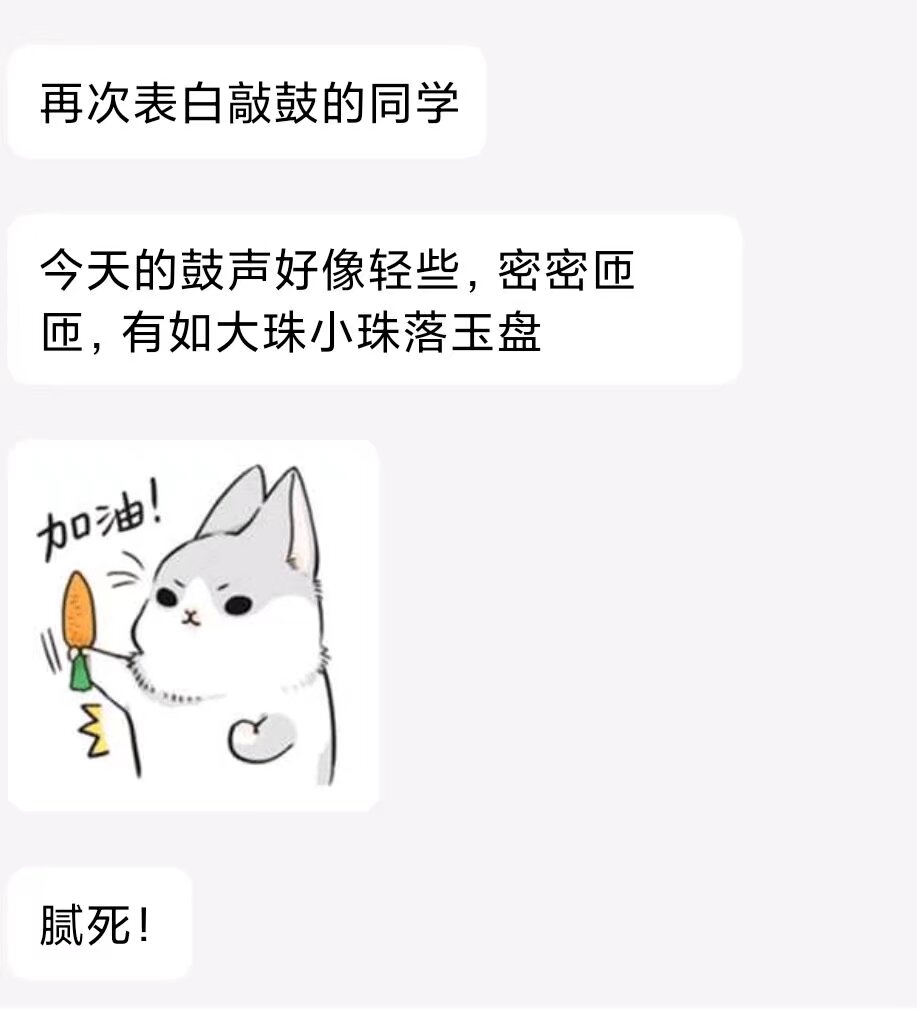 再次表白敲鼓的同学
今天的鼓声好像轻些，密密匝
匝，有如大珠小珠落玉盘
加油！
腻死！